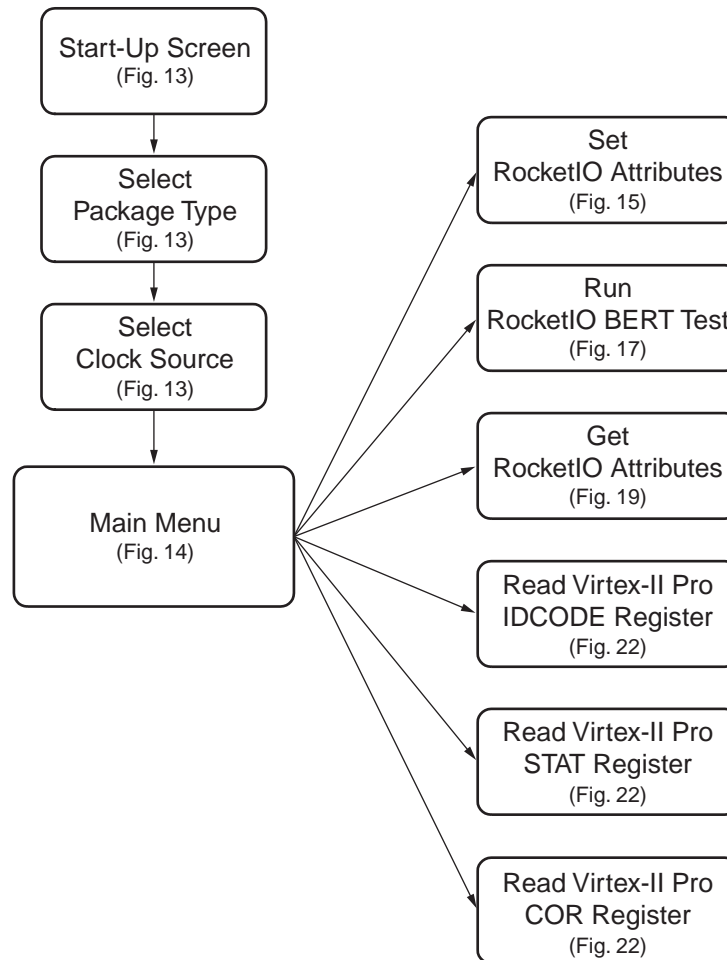 Start-Up Screen
(Fig. 13)
Select
Package Type
(Fig. 13)
Select
Clock Source
(Fig. 13)
Main Menu
(Fig. 14)
Set
RocketIO Attributes
(Fig. 15)
Run
RocketIO BERT Test
(Fig. 17)
Get
RocketIO Attributes
(Fig. 19)
Read Virtex-II Pro
IDCODE Register
(Fig. 22)
Read Virtex-II Pro
STAT Register
(Fig. 22)
Read Virtex-II Pro
COR Register
(Fig. 22)